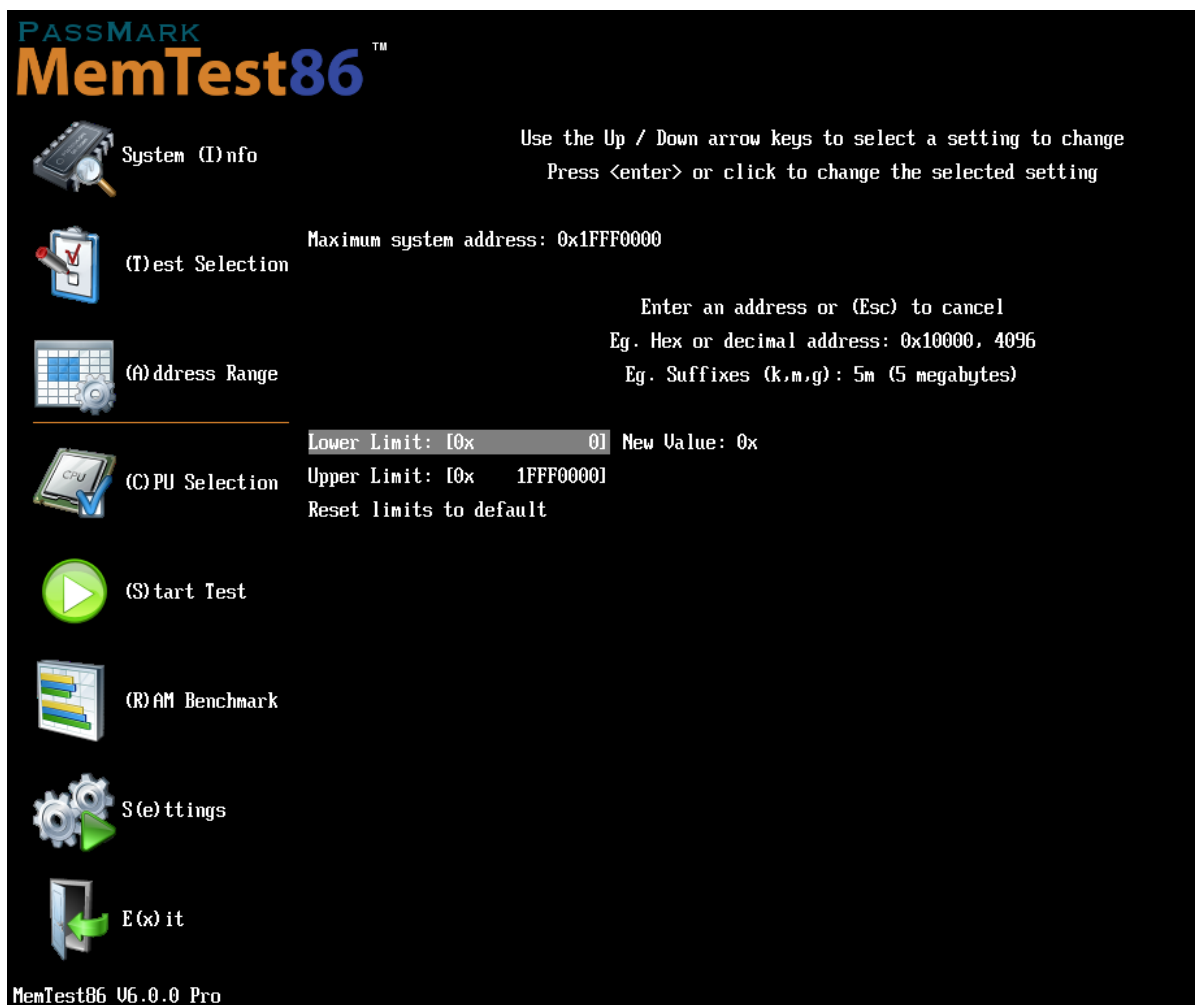 PASSMARK
MemTest86™
System (I)nfo
Use the Up / Down arrow keys to select a setting to change
Press <enter> or click to change the selected setting
(T)est Selection
Maximum system address: 0x1FFF0000
Enter an address or (Esc) to cancel
Eg. Hex or decimal address: 0x10000, 4096
Eg. Suffixes (k,m,g): 5m (5 megabytes)
(A)ddress Range
Lower Limit: [0x 0] New Value: 0x
Upper Limit: [0x 1FFF0000]
Reset limits to default
CPU
(C)PU Selection
(S)tart Test
(R)AM Benchmark
S(e)ttings
E(x)it
MemTest86 V6.0.0 Pro